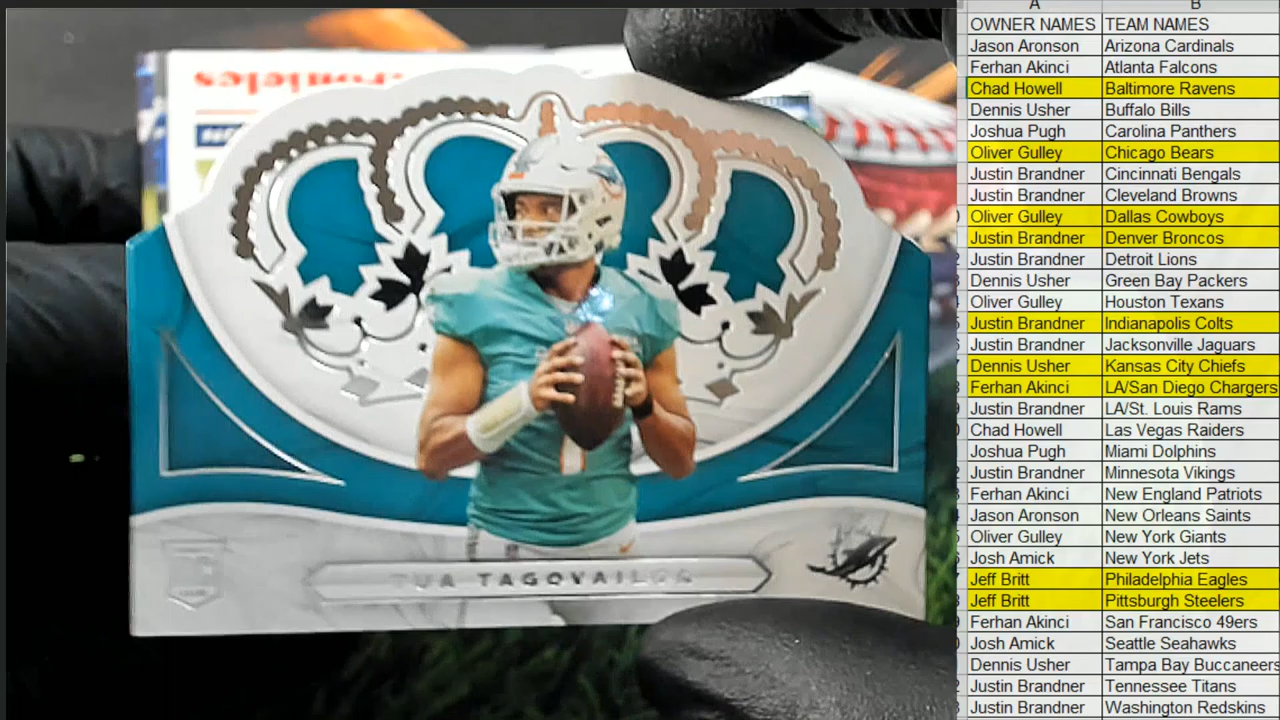 TUA TAGOVAILOA
A B
OWNER NAMES TEAM NAMES
Jason Aronson Arizona Cardinals
Ferhan Akinci Atlanta Falcons
Chad Howell Baltimore Ravens
Dennis Usher Buffalo Bills
Joshua Pugh Carolina Panthers
Oliver Gulley Chicago Bears
Justin Brandner Cincinnati Bengals
Justin Brandner Cleveland Browns
Oliver Gulley Dallas Cowboys
Justin Brandner Denver Broncos
Justin Brandner Detroit Lions
Dennis Usher Green Bay Packers
Oliver Gulley Houston Texans
Justin Brandner Indianapolis Colts
Justin Brandner Jacksonville Jaguars
Dennis Usher Kansas City Chiefs
Ferhan Akinci LA/San Diego Chargers
Justin Brandner LA/St. Louis Rams
Chad Howell Las Vegas Raiders
Joshua Pugh Miami Dolphins
Justin Brandner Minnesota Vikings
Ferhan Akinci New England Patriots
Jason Aronson New Orleans Saints
Oliver Gulley New York Giants
Josh Amick New York Jets
Jeff Britt Philadelphia Eagles
Jeff Britt Pittsburgh Steelers
Ferhan Akinci San Francisco 49ers
Josh Amick Seattle Seahawks
Dennis Usher Tampa Bay Buccaneers
Justin Brandner Tennessee Titans
Justin Brandner Washington Redskins